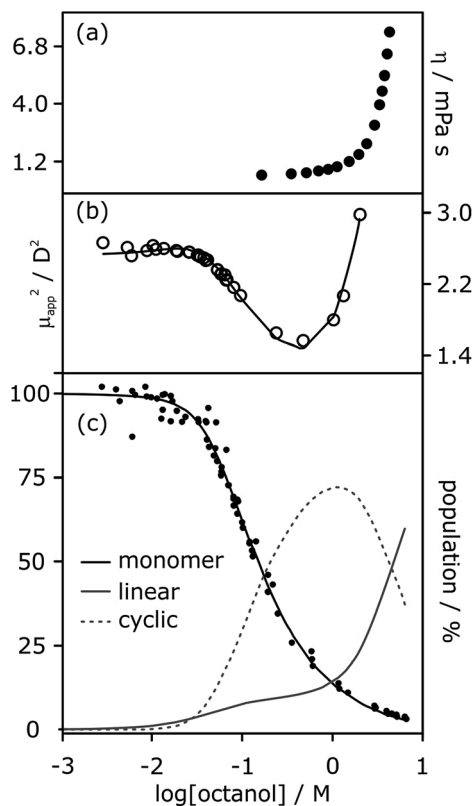 (a)
6.8
4.0
1.2
η / mPa s
(b)
μapp² / D²
3.0
2.2
1.4
(c)
100
75
50
25
0
population / %
monomer
linear
cyclic
-3 -2 -1 0 1
log[octanol] / M